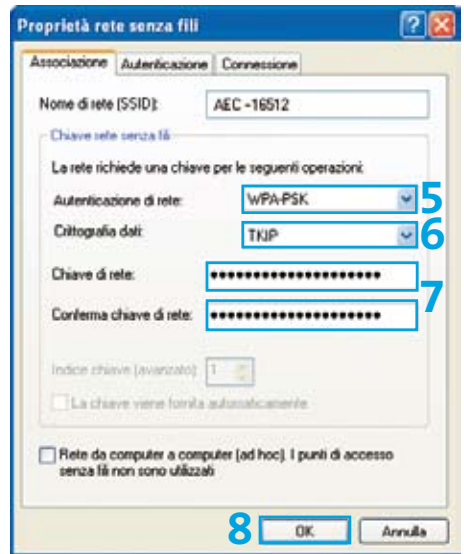 Proprietà rete senza fili
Associazione Autenticazione Connessione
Nome di rete (SSID): AEC -16512
Chiave rete senza fili
La rete richiede una chiave per le seguenti operazioni:
Autenticazione di rete: WPA-PSK 5
Crittografia dati: TKIP 6
Chiave di rete: ••••••••••••••••••••
7
Conferma chiave di rete: ••••••••••••••••••••
Indice chiave (avanzato): 1
La chiave viene fornita automaticamente
Rete da computer a computer (ad hoc). I punti di accesso
senza fili non sono utilizzati
8 OK Annulla